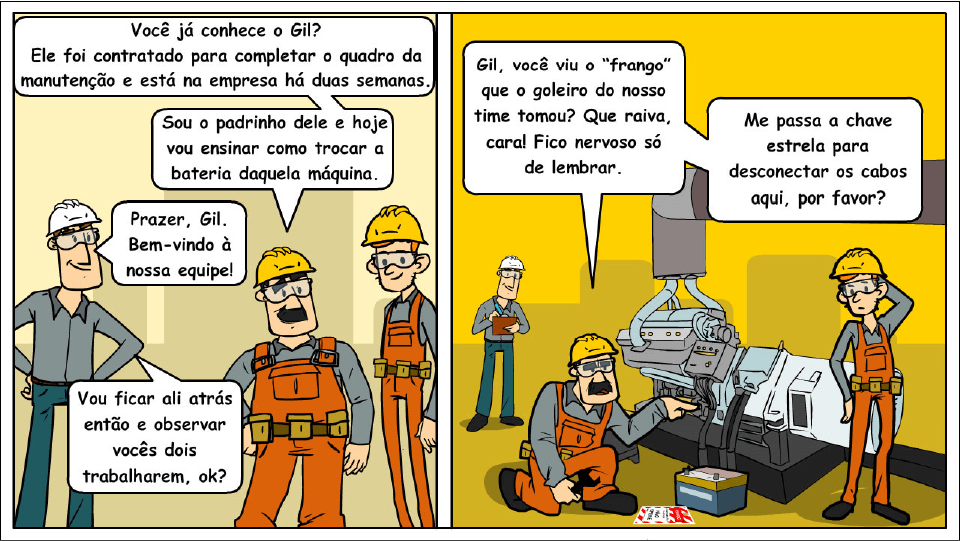 Você já conhece o Gil?
Ele foi contratado para completar o quadro da
manutenção e está na empresa há duas semanas.
Sou o padrinho dele e hoje
vou ensinar como trocar a
bateria daquela máquina.
Prazer, Gil.
Bem-vindo à
nossa equipe!
Vou ficar ali atrás
então e observar
vocês dois
trabalharem, ok?
Gil, você viu o “frango”
que o goleiro do nosso
time tomou? Que raiva,
cara! Fico nervoso só
de lembrar.
Me passa a chave
estrela para
desconectar os cabos
aqui, por favor?